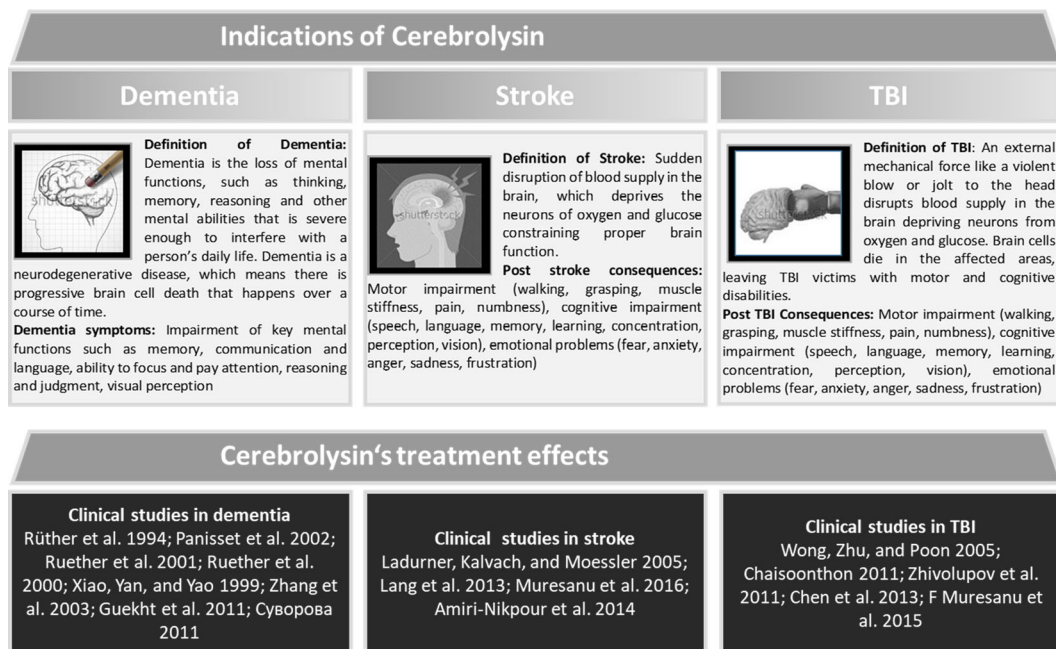 Indications of Cerebrolysin
Dementia
Definition of Dementia:
Dementia is the loss of mental
functions, such as thinking,
memory, reasoning and other
mental abilities that is severe
enough to interfere with a
person's daily life. Dementia is a
neurodegenerative disease, which means there is
progressive brain cell death that happens over a
course of time.
Dementia symptoms: Impairment of key mental
functions such as memory, communication and
language, ability to focus and pay attention, reasoning
and judgment, visual perception
shutterstock
Stroke
Definition of Stroke: Sudden
disruption of blood supply in the
brain, which deprives the
neurons of oxygen and glucose
constraining proper brain
function.
Post stroke consequences:
Motor impairment (walking, grasping, muscle
stiffness, pain, numbness), cognitive impairment
(speech, language, memory, learning, concentration,
perception, vision), emotional problems (fear, anxiety,
anger, sadness, frustration)
shutterstock
TBI
Definition of TBI: An external
mechanical force like a violent
blow or jolt to the head
disrupts blood supply in the
brain depriving neurons from
oxygen and glucose. Brain cells
die in the affected areas,
leaving TBI victims with motor and cognitive
disabilities.
Post TBI Consequences: Motor impairment (walking,
grasping, muscle stiffness, pain, numbness), cognitive
impairment (speech, language, memory, learning,
concentration, perception, vision), emotional
problems (fear, anxiety, anger, sadness, frustration)
shutterstock
Cerebrolysin's treatment effects
Clinical studies in dementia
Rüther et al. 1994; Panisset et al. 2002;
Ruether et al. 2001; Ruether et al.
2000; Xiao, Yan, and Yao 1999; Zhang et
al. 2003; Guekht et al. 2011; Суворова
2011
Clinical studies in stroke
Ladurner, Kalvach, and Moessler 2005;
Lang et al. 2013; Muresanu et al. 2016;
Amiri-Nikpour et al. 2014
Clinical studies in TBI
Wong, Zhu, and Poon 2005;
Chaisoonthon 2011; Zhivolupov et al.
2011; Chen et al. 2013; F Muresanu et
al. 2015